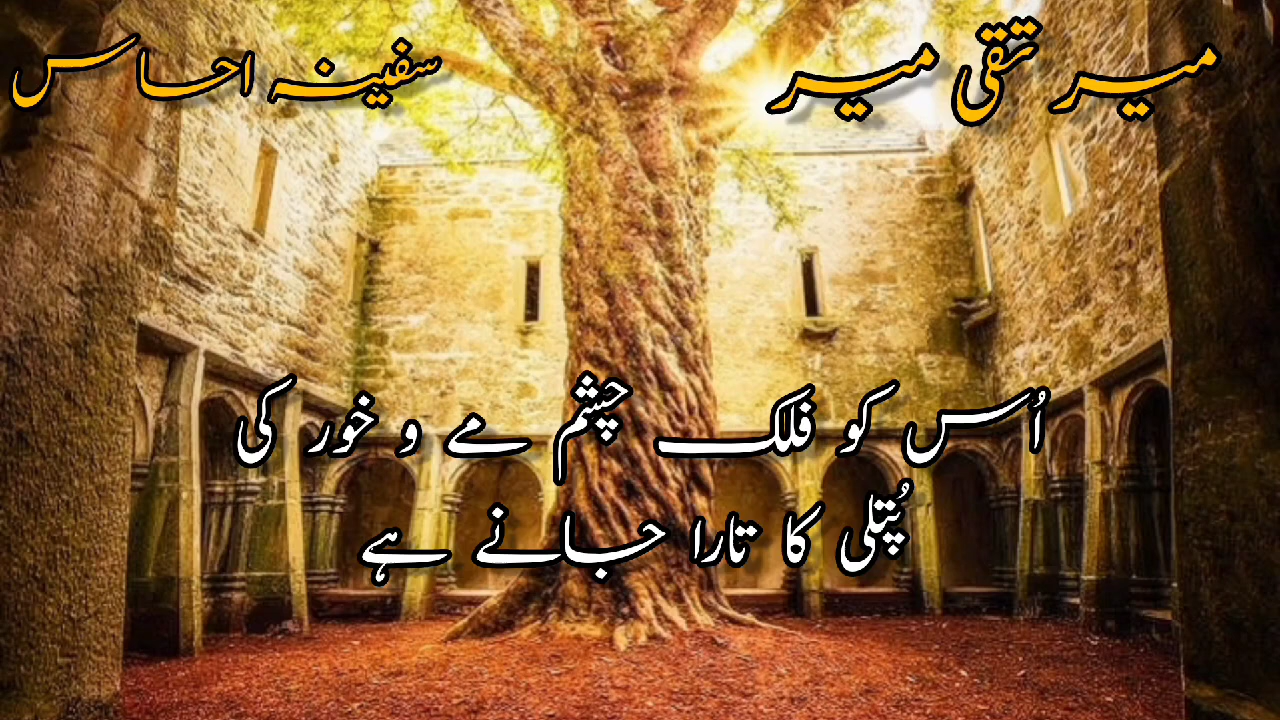 میر تقی میر
سفینہ احساس
اُس کو فلک چشمِ مے و خور کی
پُتلی کا تارا جانے ہے